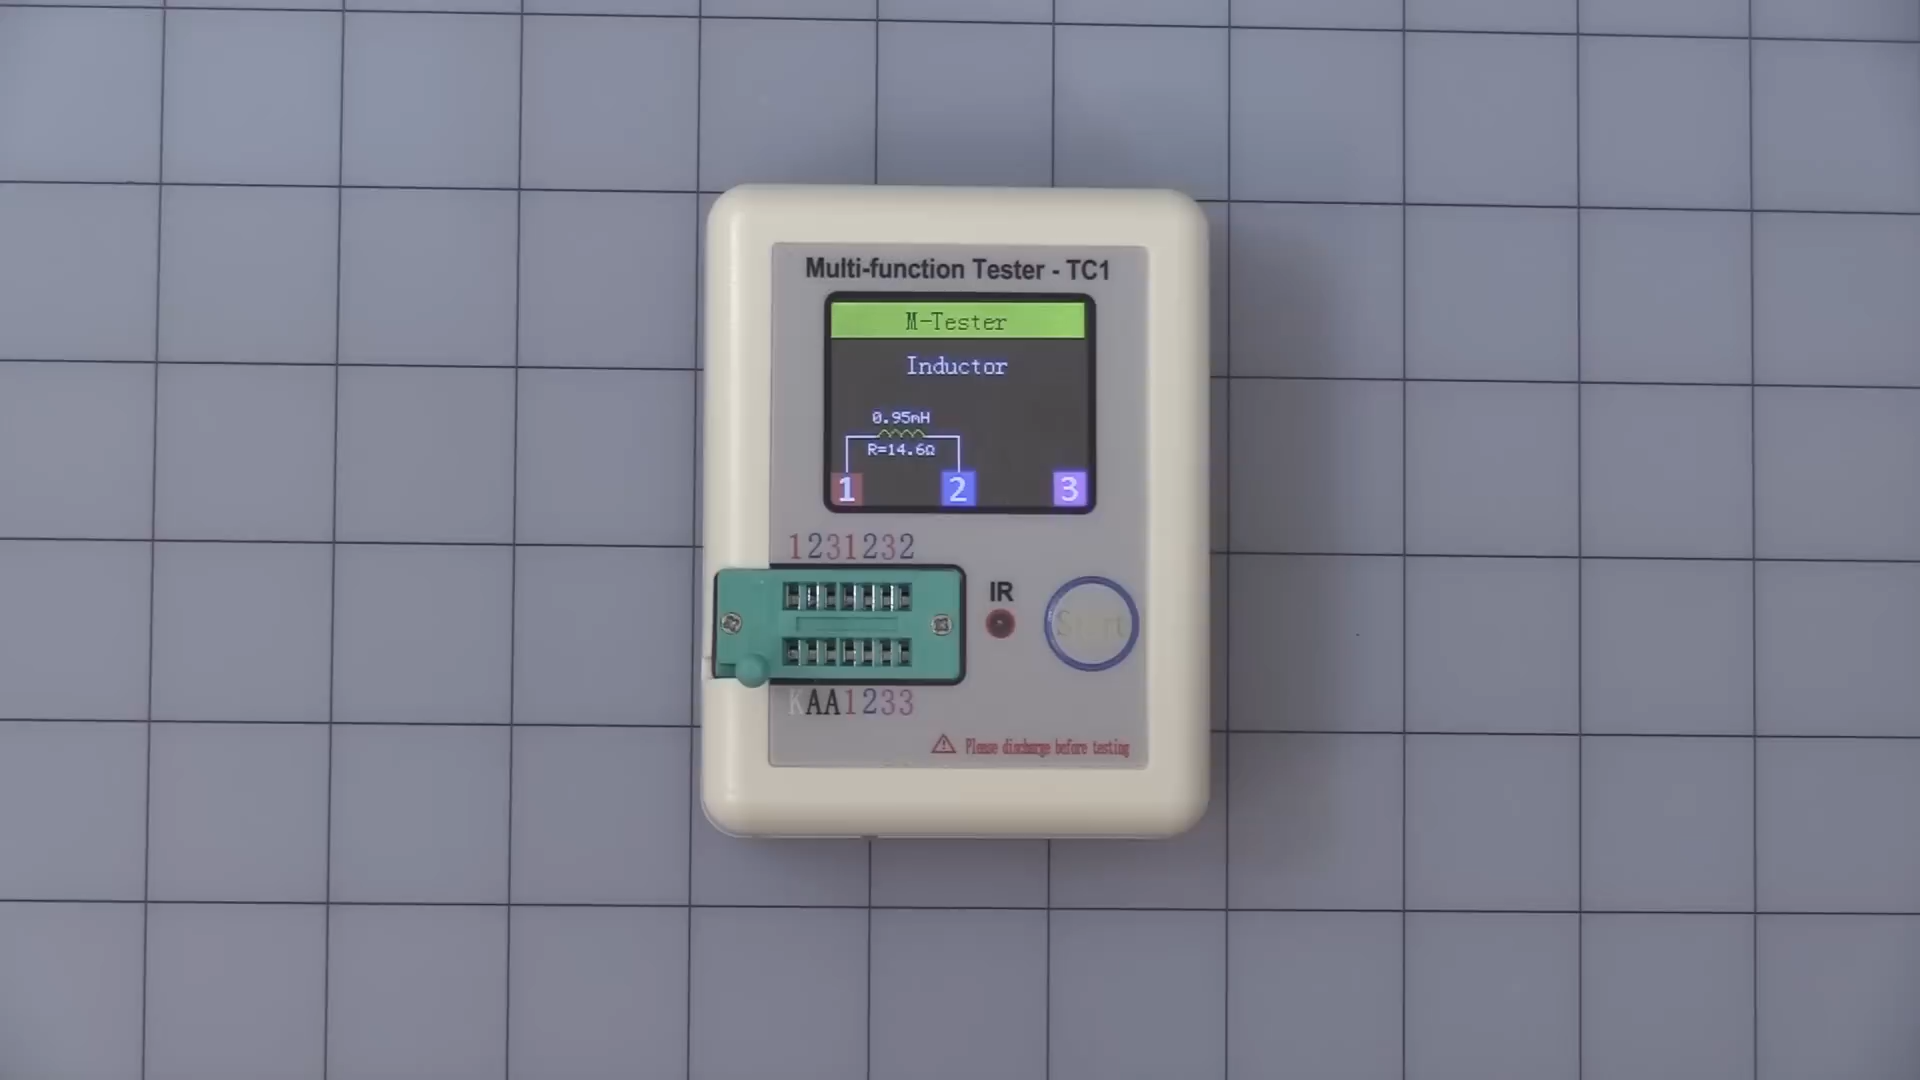 Multi-function Tester - TC1
M-Tester
Inductor
0.95mH
R=14.6Ω
1 2 3
1231232
IR
Start
KAA1233
Please discharge before testing